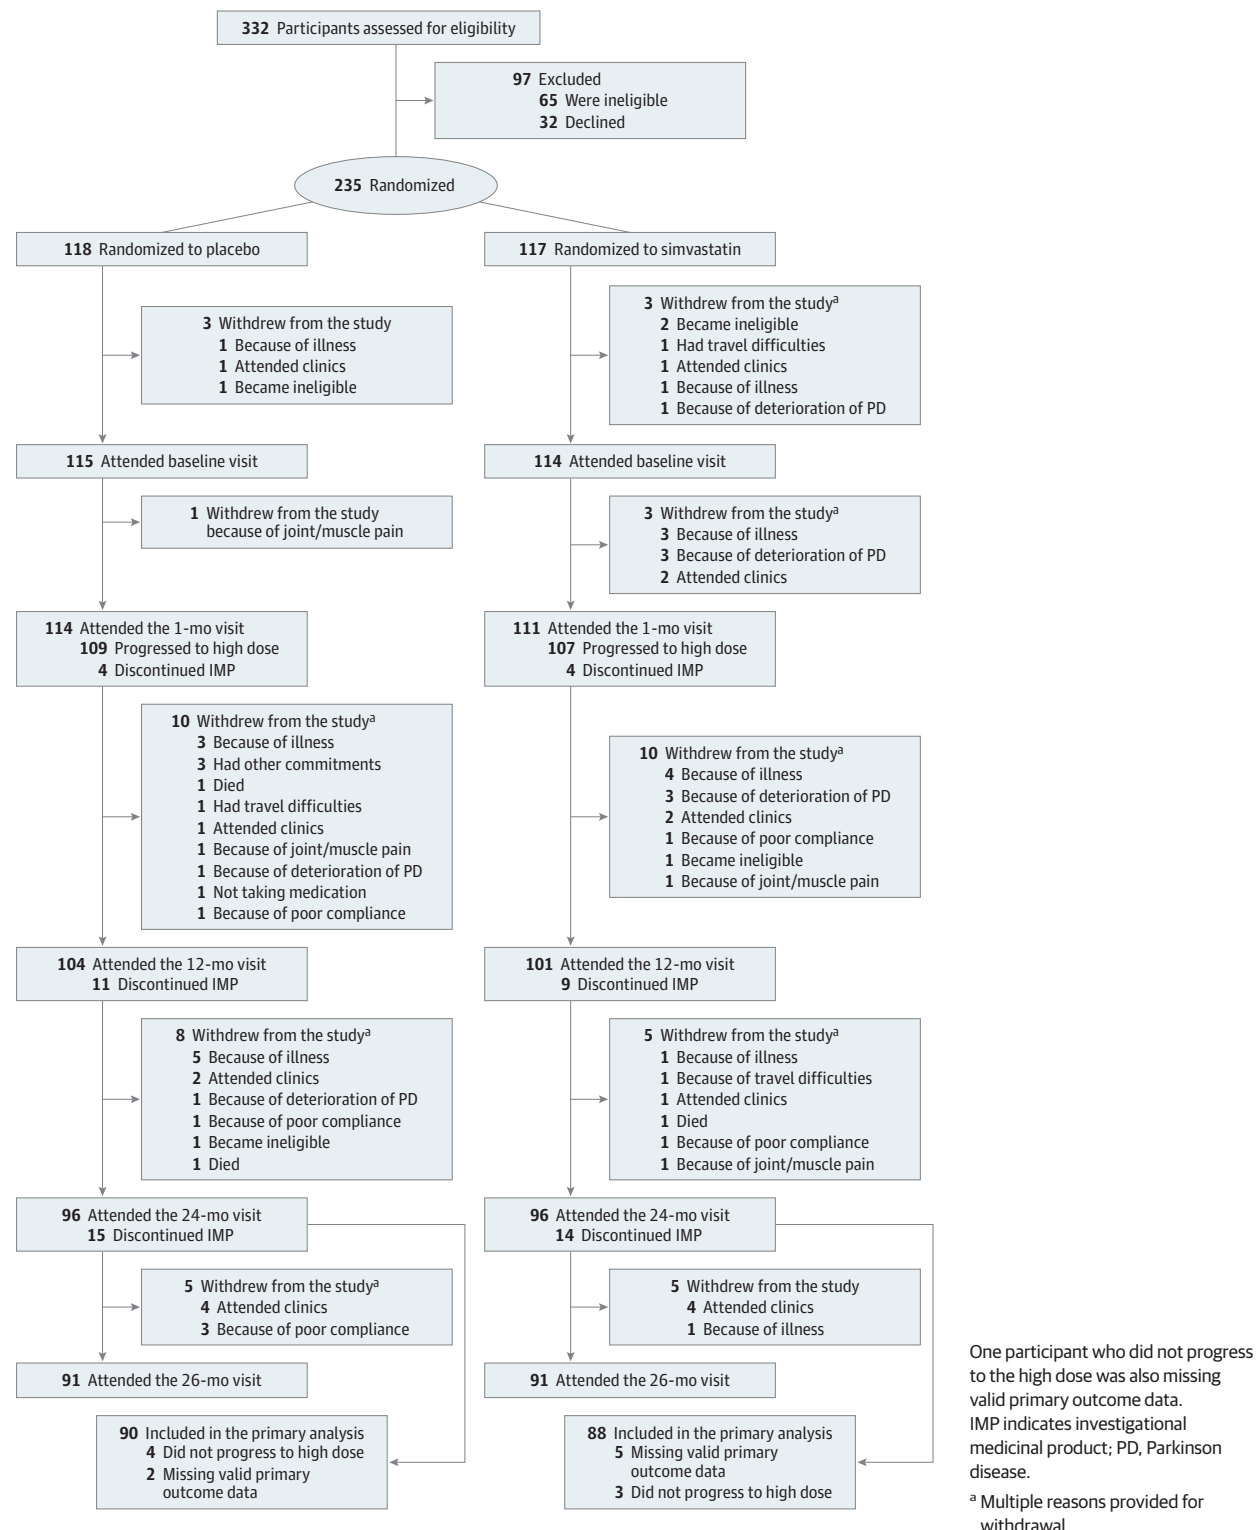 332 Participants assessed for eligibility
97 Excluded
65 Were ineligible
32 Declined
235 Randomized
118 Randomized to placebo
3 Withdrew from the study
1 Because of illness
1 Attended clinics
1 Became ineligible
115 Attended baseline visit
1 Withdrew from the study
because of joint/muscle pain
114 Attended the 1-mo visit
109 Progressed to high dose
4 Discontinued IMP
10 Withdrew from the studyª
3 Because of illness
3 Had other commitments
1 Died
1 Had travel difficulties
1 Attended clinics
1 Because of joint/muscle pain
1 Because of deterioration of PD
1 Not taking medication
1 Because of poor compliance
104 Attended the 12-mo visit
11 Discontinued IMP
8 Withdrew from the studyª
5 Because of illness
2 Attended clinics
1 Because of deterioration of PD
1 Because of poor compliance
1 Became ineligible
1 Died
96 Attended the 24-mo visit
15 Discontinued IMP
5 Withdrew from the studyª
4 Attended clinics
3 Because of poor compliance
91 Attended the 26-mo visit
90 Included in the primary analysis
4 Did not progress to high dose
2 Missing valid primary
outcome data
117 Randomized to simvastatin
3 Withdrew from the studyª
2 Became ineligible
1 Had travel difficulties
1 Attended clinics
1 Because of illness
1 Because of deterioration of PD
114 Attended baseline visit
3 Withdrew from the studyª
3 Because of illness
3 Because of deterioration of PD
2 Attended clinics
111 Attended the 1-mo visit
107 Progressed to high dose
4 Discontinued IMP
10 Withdrew from the studyª
4 Because of illness
3 Because of deterioration of PD
2 Attended clinics
1 Because of poor compliance
1 Became ineligible
1 Because of joint/muscle pain
101 Attended the 12-mo visit
9 Discontinued IMP
5 Withdrew from the studyª
1 Because of illness
1 Because of travel difficulties
1 Attended clinics
1 Died
1 Because of poor compliance
1 Because of joint/muscle pain
96 Attended the 24-mo visit
14 Discontinued IMP
5 Withdrew from the study
4 Attended clinics
1 Because of illness
91 Attended the 26-mo visit
88 Included in the primary analysis
5 Missing valid primary
outcome data
3 Did not progress to high dose
One participant who did not progress
to the high dose was also missing
valid primary outcome data.
IMP indicates investigational
medicinal product; PD, Parkinson
disease.
ª Multiple reasons provided for
withdrawal